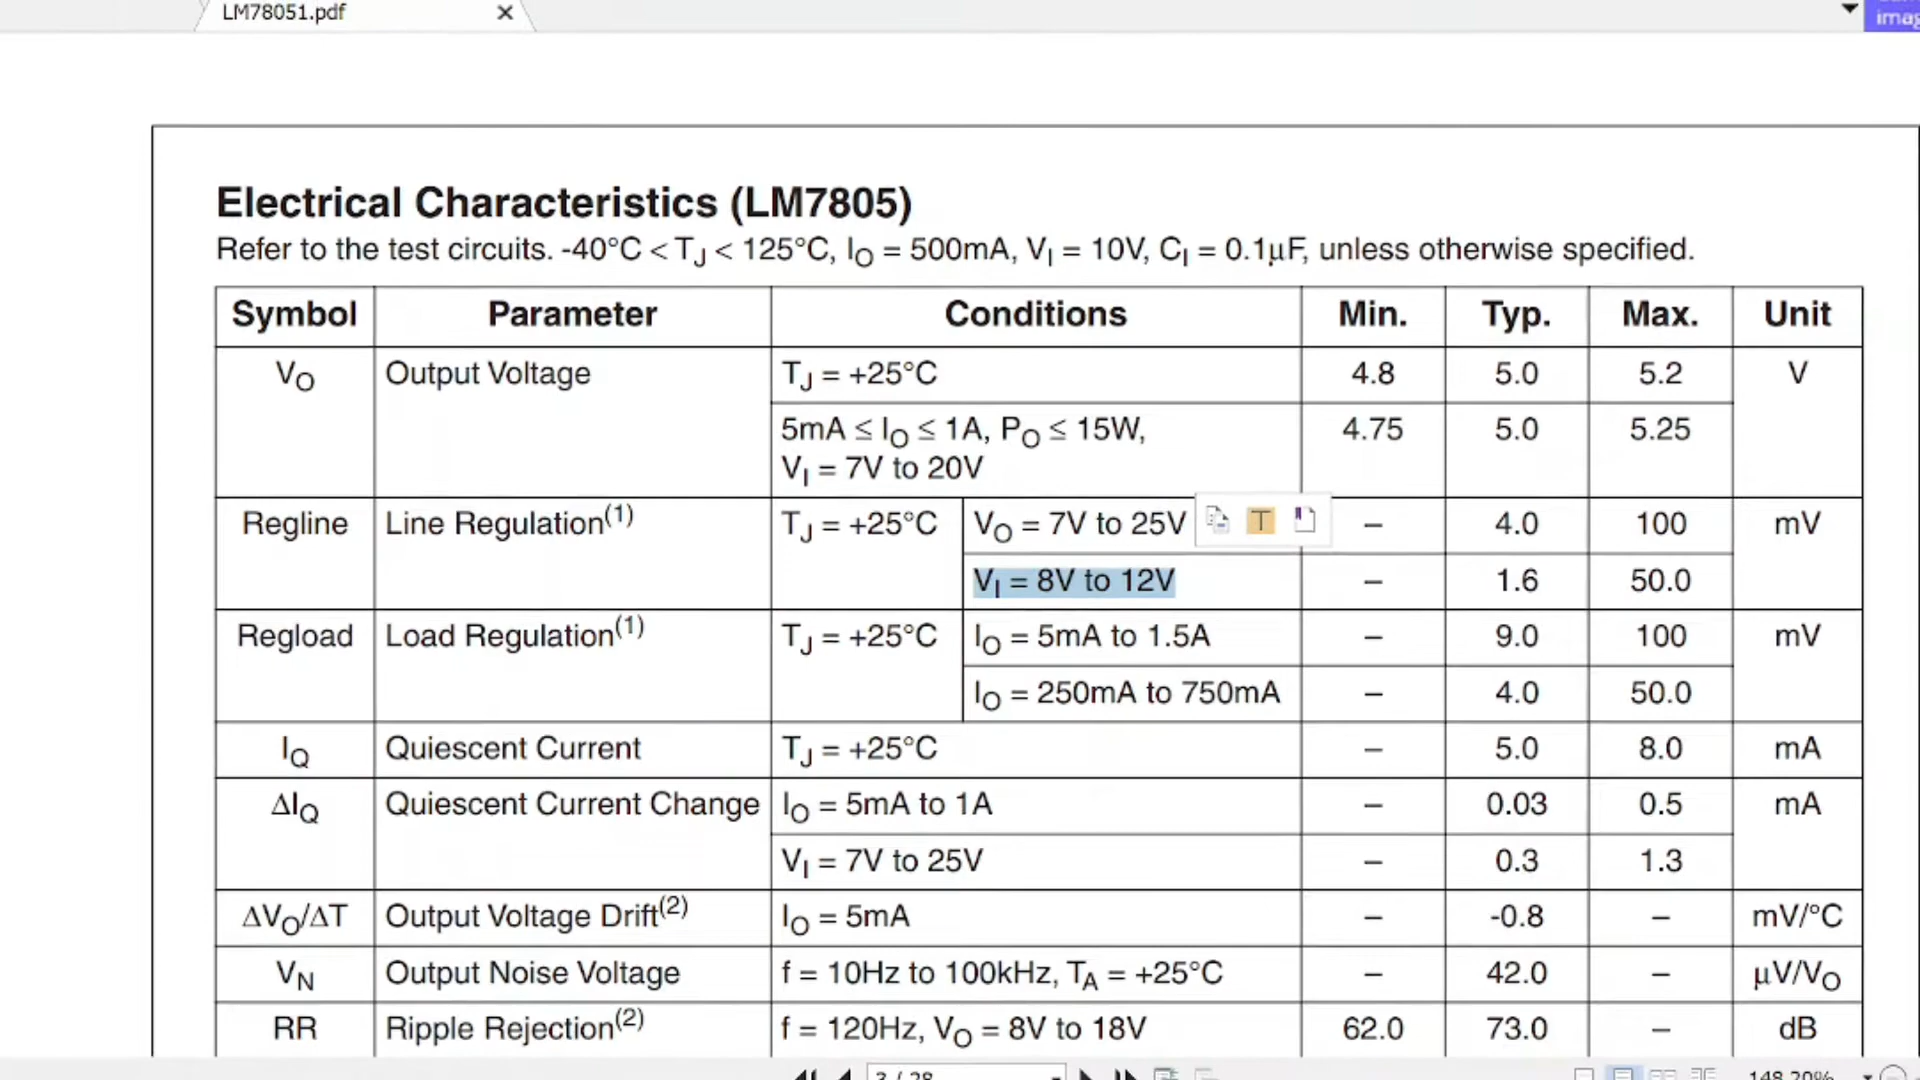 LM78051.pdf
Electrical Characteristics (LM7805)
Refer to the test circuits. -40°C < TJ < 125°C, IO = 500mA, VI = 10V, CI = 0.1μF, unless otherwise specified.
Symbol Parameter Conditions Min. Typ. Max. Unit
VO Output Voltage TJ = +25°C 4.8 5.0 5.2 V
5mA ≤ IO ≤ 1A, PO ≤ 15W, 4.75 5.0 5.25
VI = 7V to 20V
Regline Line Regulation(1) TJ = +25°C VO = 7V to 25V – 4.0 100 mV
VI = 8V to 12V – 1.6 50.0
Regload Load Regulation(1) TJ = +25°C IO = 5mA to 1.5A – 9.0 100 mV
IO = 250mA to 750mA – 4.0 50.0
IQ Quiescent Current TJ = +25°C – 5.0 8.0 mA
ΔIQ Quiescent Current Change IO = 5mA to 1A – 0.03 0.5 mA
VI = 7V to 25V – 0.3 1.3
ΔVO/ΔT Output Voltage Drift(2) IO = 5mA – -0.8 – mV/°C
VN Output Noise Voltage f = 10Hz to 100kHz, TA = +25°C – 42.0 – μV/VO
RR Ripple Rejection(2) f = 120Hz, VO = 8V to 18V 62.0 73.0 – dB
3 / 28 148.20%